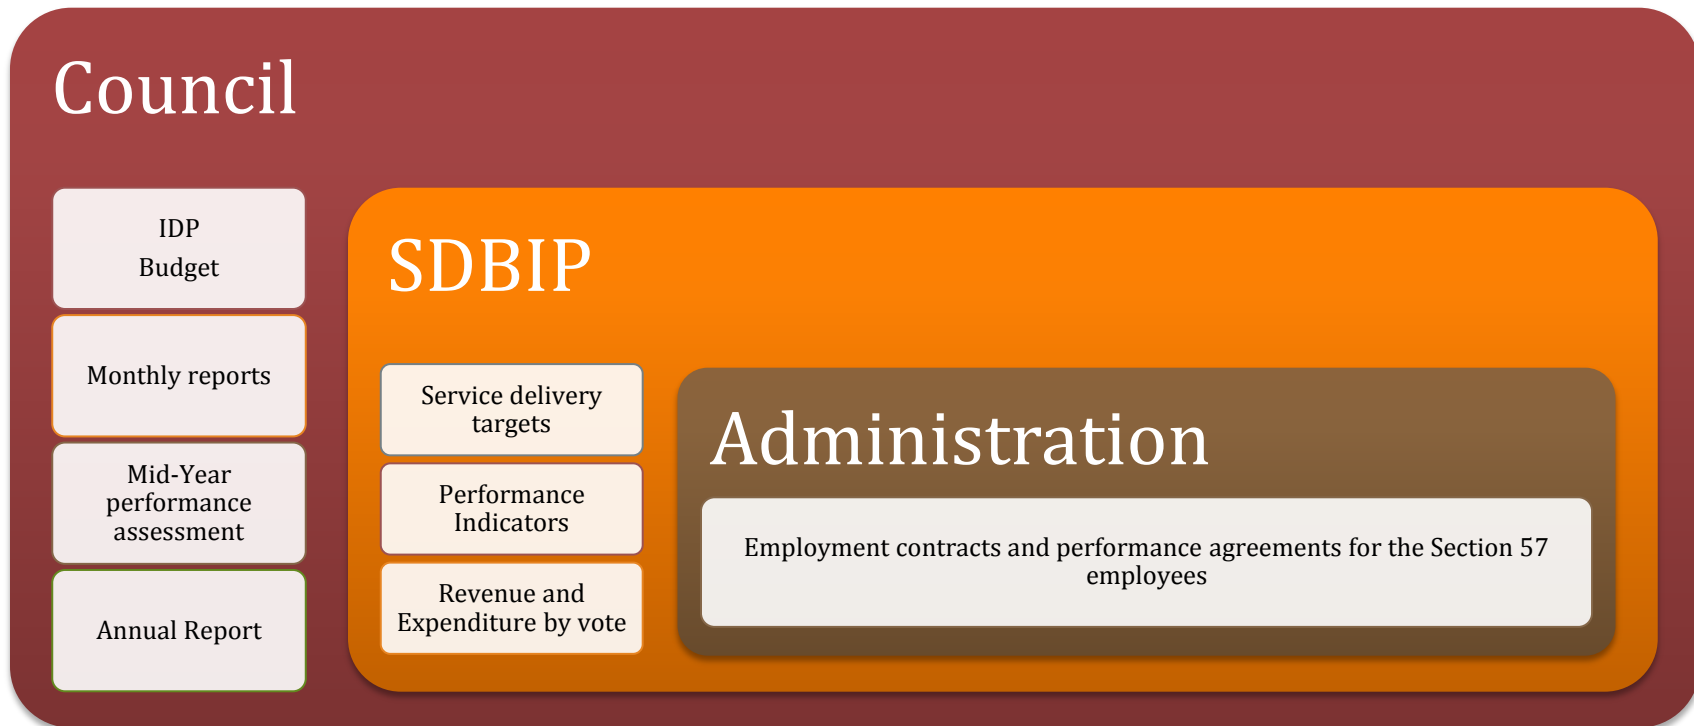 Council
IDP
Budget
Monthly reports
Mid-Year
performance
assessment
Annual Report
SDBIP
Service delivery
targets
Performance
Indicators
Revenue and
Expenditure by vote
Administration
Employment contracts and performance agreements for the Section 57
employees